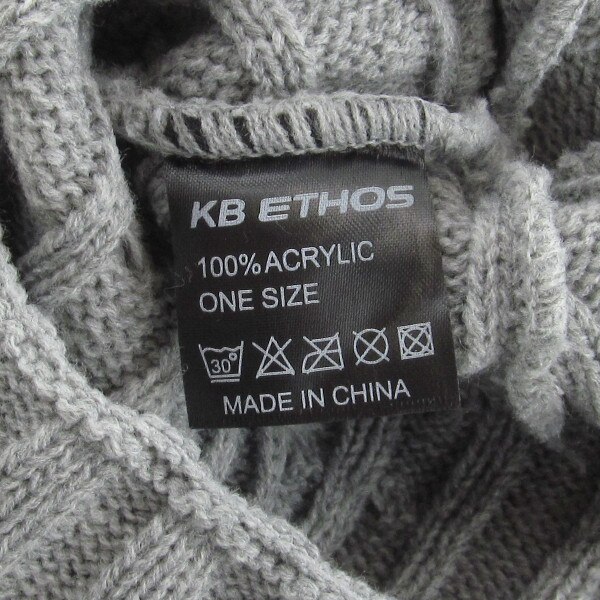 KB ETHOS
100% ACRYLIC
ONE SIZE
30°
MADE IN CHINA